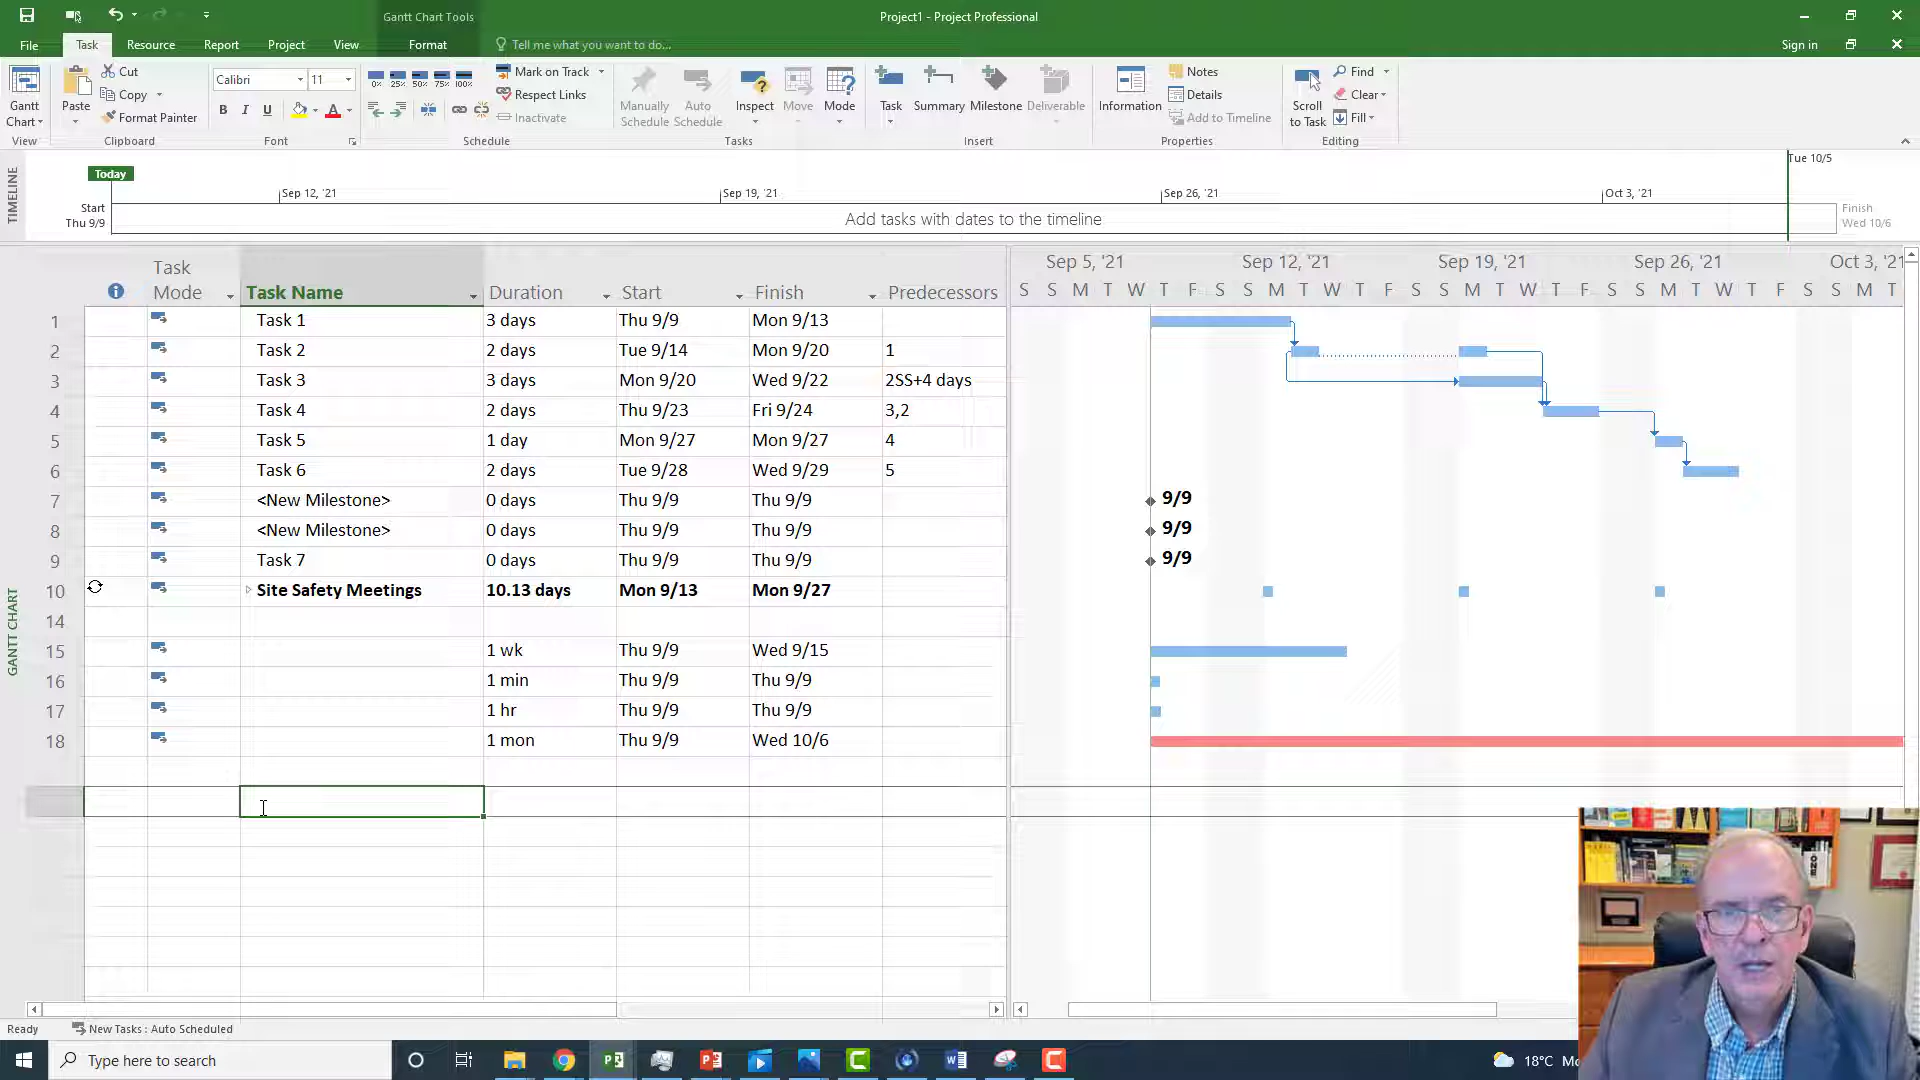 Gantt Chart Tools
Project1 - Project Professional
File Task Resource Report Project View Format Tell me what you want to do... Sign in
Gantt Chart
View
Paste
Cut
Copy
Format Painter
Clipboard
Calibri 11
B I U A
Font
0% 25% 50% 75% 100%
Mark on Track
Respect Links
Inactivate
Schedule
Manually Schedule
Auto Schedule
Inspect
Move
Mode
Tasks
Task
Summary
Milestone
Deliverable
Insert
Information
Notes
Details
Add to Timeline
Properties
Scroll to Task
Find
Clear
Fill
Editing
TIMELINE
Today
Start
Thu 9/9
Sep 12, '21 Sep 19, '21 Sep 26, '21 Oct 3, '21
Tue 10/5
Add tasks with dates to the timeline
Finish
Wed 10/6
GANTT CHART
Task Mode Task Name Duration Start Finish Predecessors
1 Task 1 3 days Thu 9/9 Mon 9/13
2 Task 2 2 days Tue 9/14 Mon 9/20 1
3 Task 3 3 days Mon 9/20 Wed 9/22 2SS+4 days
4 Task 4 2 days Thu 9/23 Fri 9/24 3,2
5 Task 5 1 day Mon 9/27 Mon 9/27 4
6 Task 6 2 days Tue 9/28 Wed 9/29 5
7 <New Milestone> 0 days Thu 9/9 Thu 9/9
8 <New Milestone> 0 days Thu 9/9 Thu 9/9
9 Task 7 0 days Thu 9/9 Thu 9/9
10 Site Safety Meetings 10.13 days Mon 9/13 Mon 9/27
14
15 1 wk Thu 9/9 Wed 9/15
16 1 min Thu 9/9 Thu 9/9
17 1 hr Thu 9/9 Thu 9/9
18 1 mon Thu 9/9 Wed 10/6
Sep 5, '21 Sep 12, '21 Sep 19, '21 Sep 26, '21 Oct 3, '21
S S M T W T F S S M T W T F S S M T W T F S S M T W T F S S M T
9/9
9/9
9/9
Ready New Tasks : Auto Scheduled
Type here to search
18°C